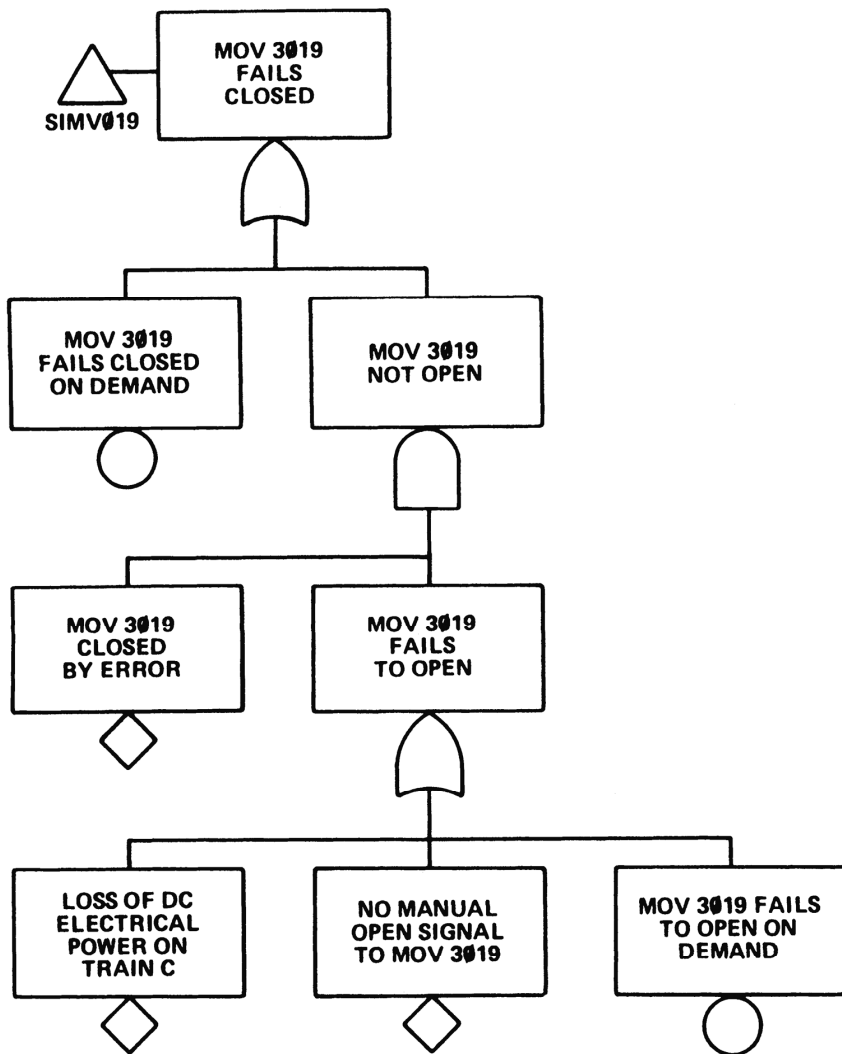 MOV 3Ø19
FAILS
CLOSED
SIMVØ19
MOV 3Ø19
FAILS CLOSED
ON DEMAND
MOV 3Ø19
NOT OPEN
MOV 3Ø19
CLOSED
BY ERROR
MOV 3Ø19
FAILS
TO OPEN
LOSS OF DC
ELECTRICAL
POWER ON
TRAIN C
NO MANUAL
OPEN SIGNAL
TO MOV 3Ø19
MOV 3Ø19 FAILS
TO OPEN ON
DEMAND